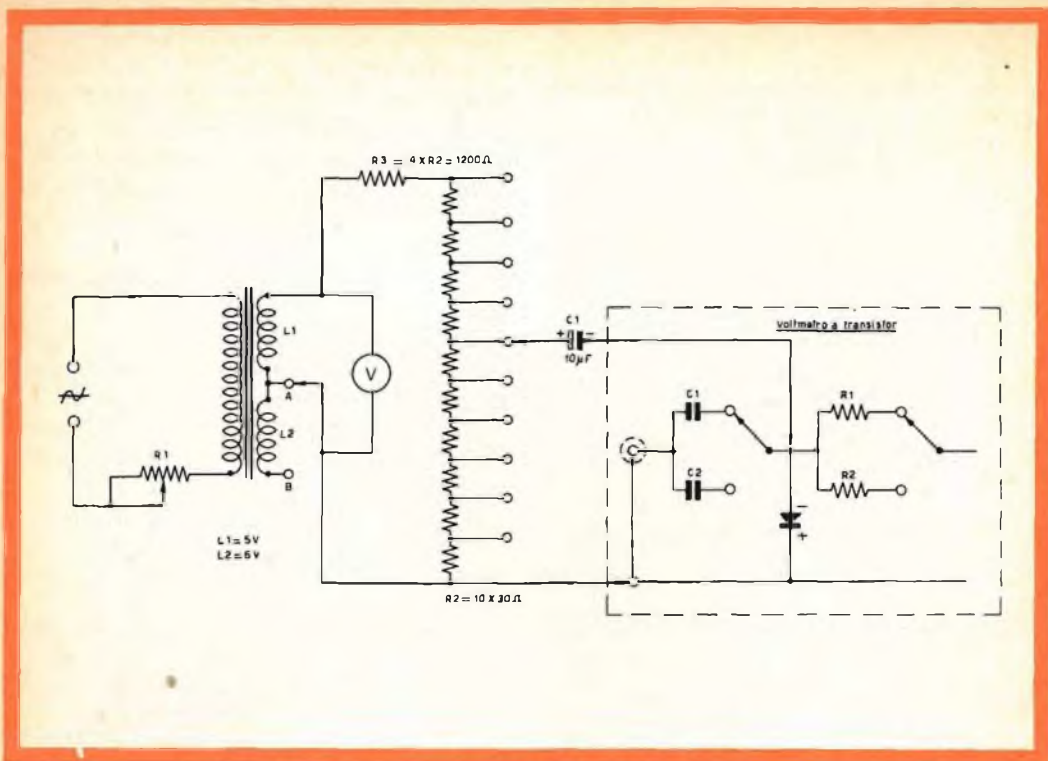 R3 = 4 X R2 = 1200Ω
L1
A
V
L2
B
R1
L1 = 5V
L2 = 6V
R2 = 10 X 30Ω
C1
+ -
10µF
voltmetro a transistor
C1
C2
R1
R2
-
+